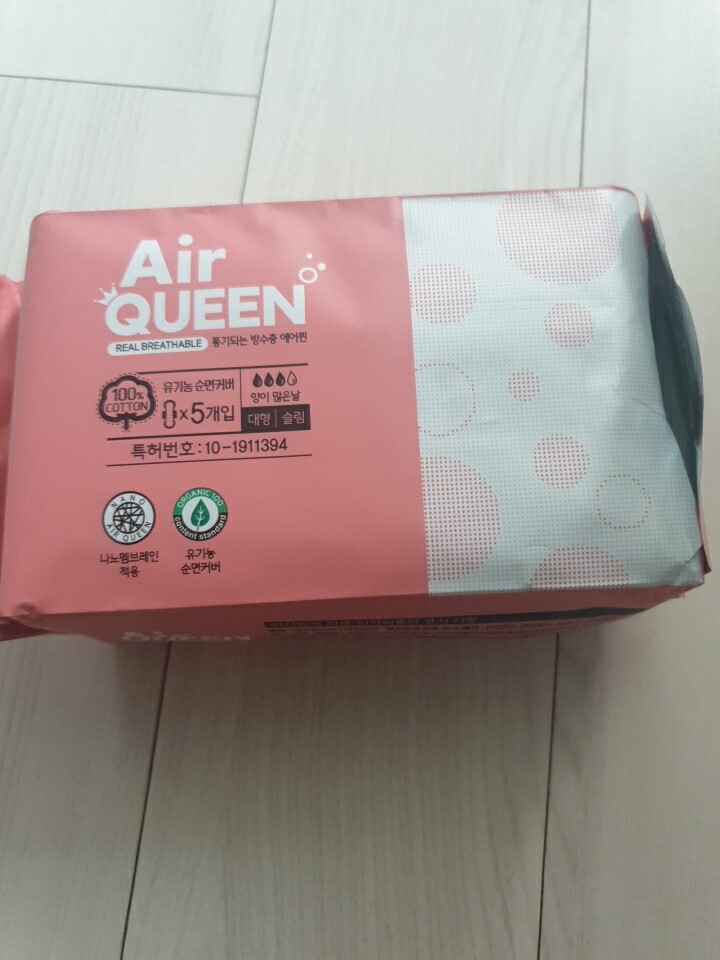 Air
QUEEN
REAL BREATHABLE 통기되는 방수층 에어퀸
100%
COTTON
유기농 순면커버
x 5개입
양이 많은날
대형 슬림
특허번호 : 10-1911394
NANO
AIR QUEEN
나노멤브레인
적용
ORGANIC 100
content standard
유기농
순면커버
Air QUEEN